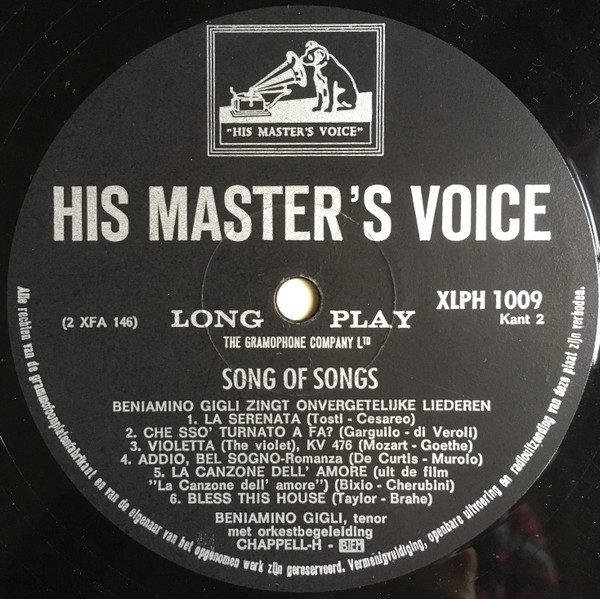 "HIS MASTER'S VOICE"
HIS MASTER'S VOICE
(2 XFA 146)
LONG PLAY
XLPH 1009
Kant 2
THE GRAMOPHONE COMPANY LTD
SONG OF SONGS
BENIAMINO GIGLI ZINGT ONVERGETELIJKE LIEDEREN
1. LA SERENATA (Tosti - Cesareo)
2. CHE SSO' TURNATO A FA? (Gargullo - di Veroli)
3. VIOLETTA (The violet), KV 476 (Mozart - Goethe)
4. ADDIO, BEL SOGNO-Romanza (De Curtis - Murolo)
5. LA CANZONE DELL' AMORE (uit de film
"La Canzone dell' amore") (Bixio - Cherubini)
6. BLESS THIS HOUSE (Taylor - Brahe)
BENIAMINO GIGLI, tenor
met orkestbegeleiding
CHAPPELL-H - BIEM
Alle rechten van de grammofoonplatenfabrikant en van de eigenaar van het opgenomen werk zijn gereserveerd. Vermenigvuldiging, openbare uitvoering en radiouitzending van deze plaat zijn verboden.